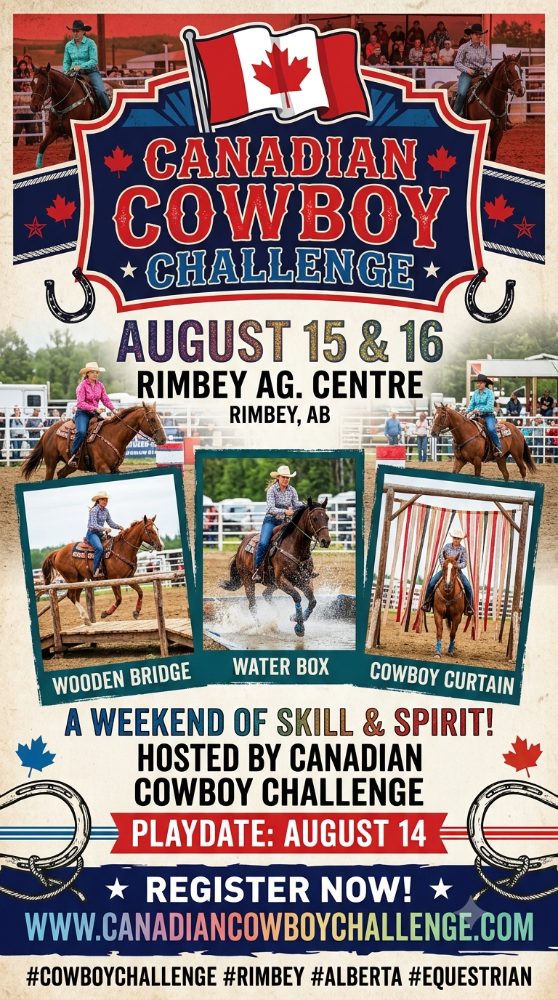 CANADIAN
COWBOY
CHALLENGE
AUGUST 15 & 16
RIMBEY AG. CENTRE
RIMBEY, AB
WOODEN BRIDGE
WATER BOX
COWBOY CURTAIN
A WEEKEND OF SKILL & SPIRIT!
HOSTED BY CANADIAN
COWBOY CHALLENGE
PLAYDATE: AUGUST 14
REGISTER NOW!
WWW.CANADIANCOWBOYCHALLENGE.COM
#COWBOYCHALLENGE #RIMBEY #ALBERTA #EQUESTRIAN